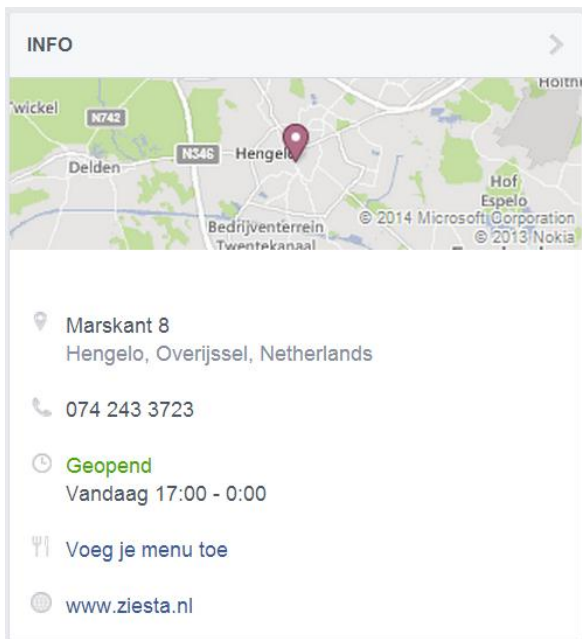 INFO
Holthu
wickel
N742
N346
Hengelo
Delden
Hof
Espelo
Bedrijventerrein
Twentekanaal
© 2014 Microsoft Corporation
© 2013 Nokia
Marskant 8
Hengelo, Overijssel, Netherlands
074 243 3723
Geopend
Vandaag 17:00 - 0:00
Voeg je menu toe
www.ziesta.nl